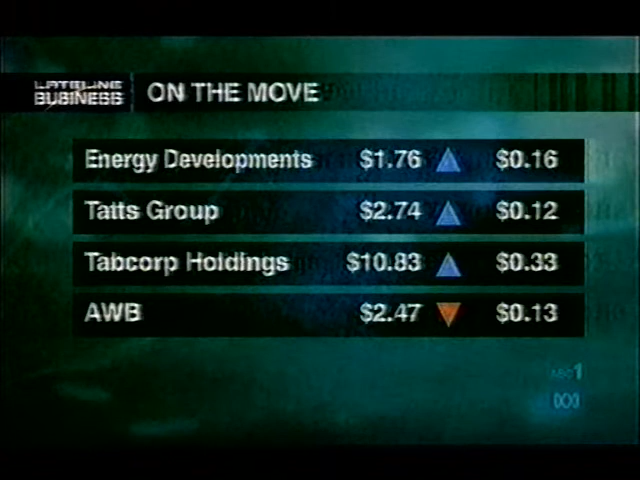 LATELINE
BUSINESS
ON THE MOVE
Energy Developments $1.76 $0.16
Tatts Group $2.74 $0.12
Tabcorp Holdings $10.83 $0.33
AWB $2.47 $0.13
ABC1